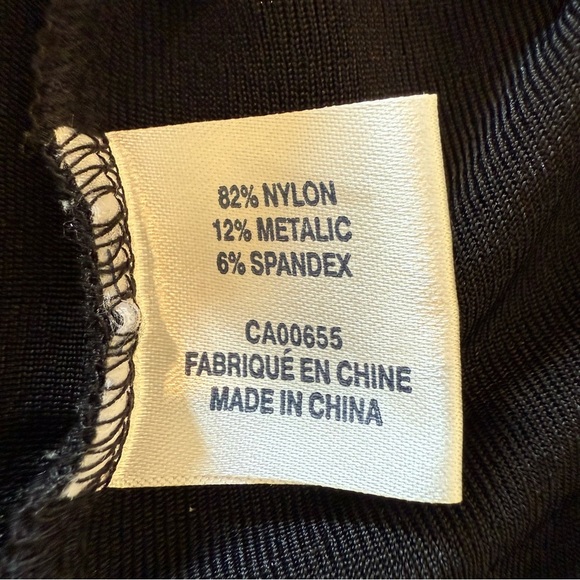 82% NYLON
12% METALIC
6% SPANDEX
CA00655
FABRIQUÉ EN CHINE
MADE IN CHINA